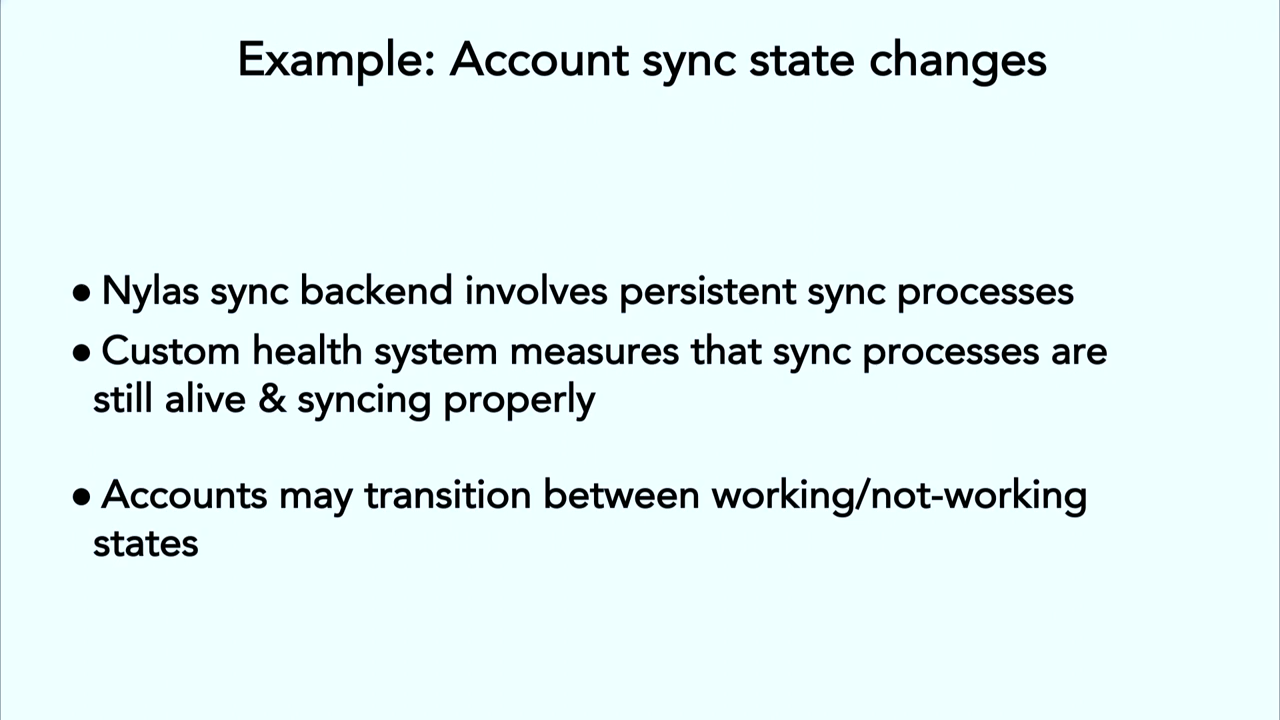 Example: Account sync state changes
● Nylas sync backend involves persistent sync processes
● Custom health system measures that sync processes are
still alive & syncing properly
● Accounts may transition between working/not-working
states